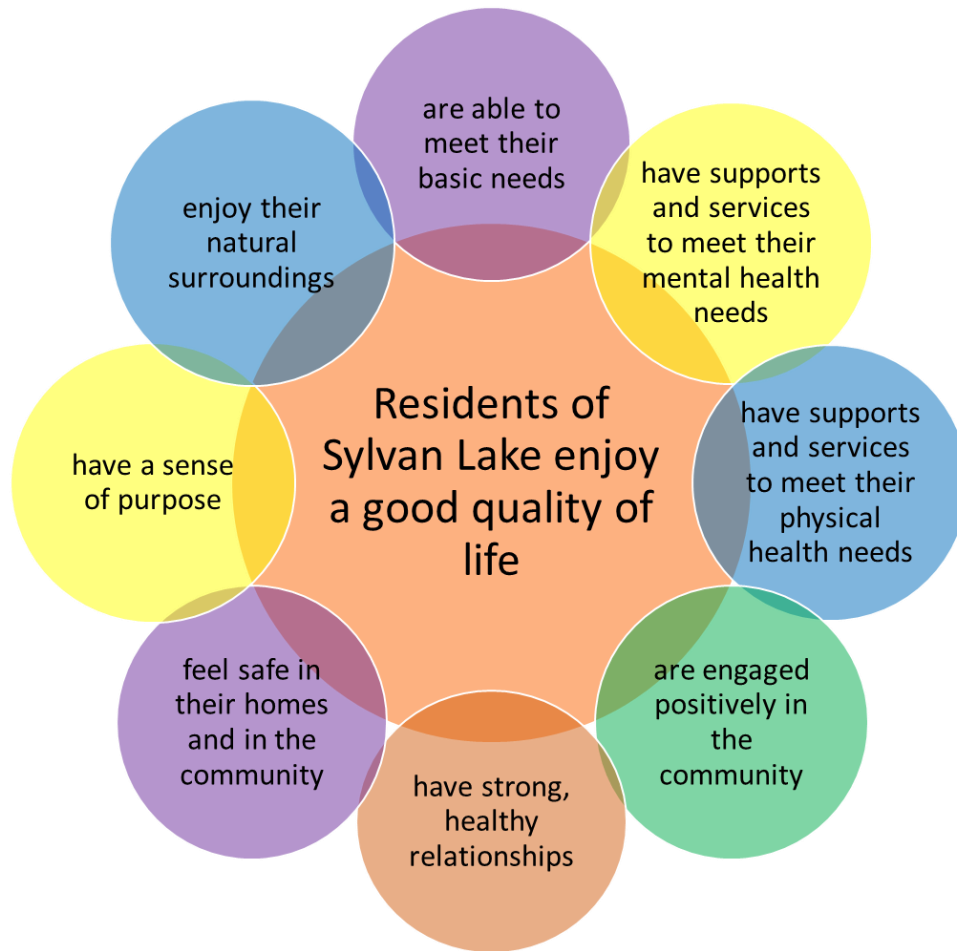 are able to
meet their
basic needs
have supports
and services
to meet their
mental health
needs
have supports
and services
to meet their
physical
health needs
are engaged
positively in
the
community
have strong,
healthy
relationships
feel safe in
their homes
and in the
community
have a sense
of purpose
enjoy their
natural
surroundings
Residents of
Sylvan Lake enjoy
a good quality of
life